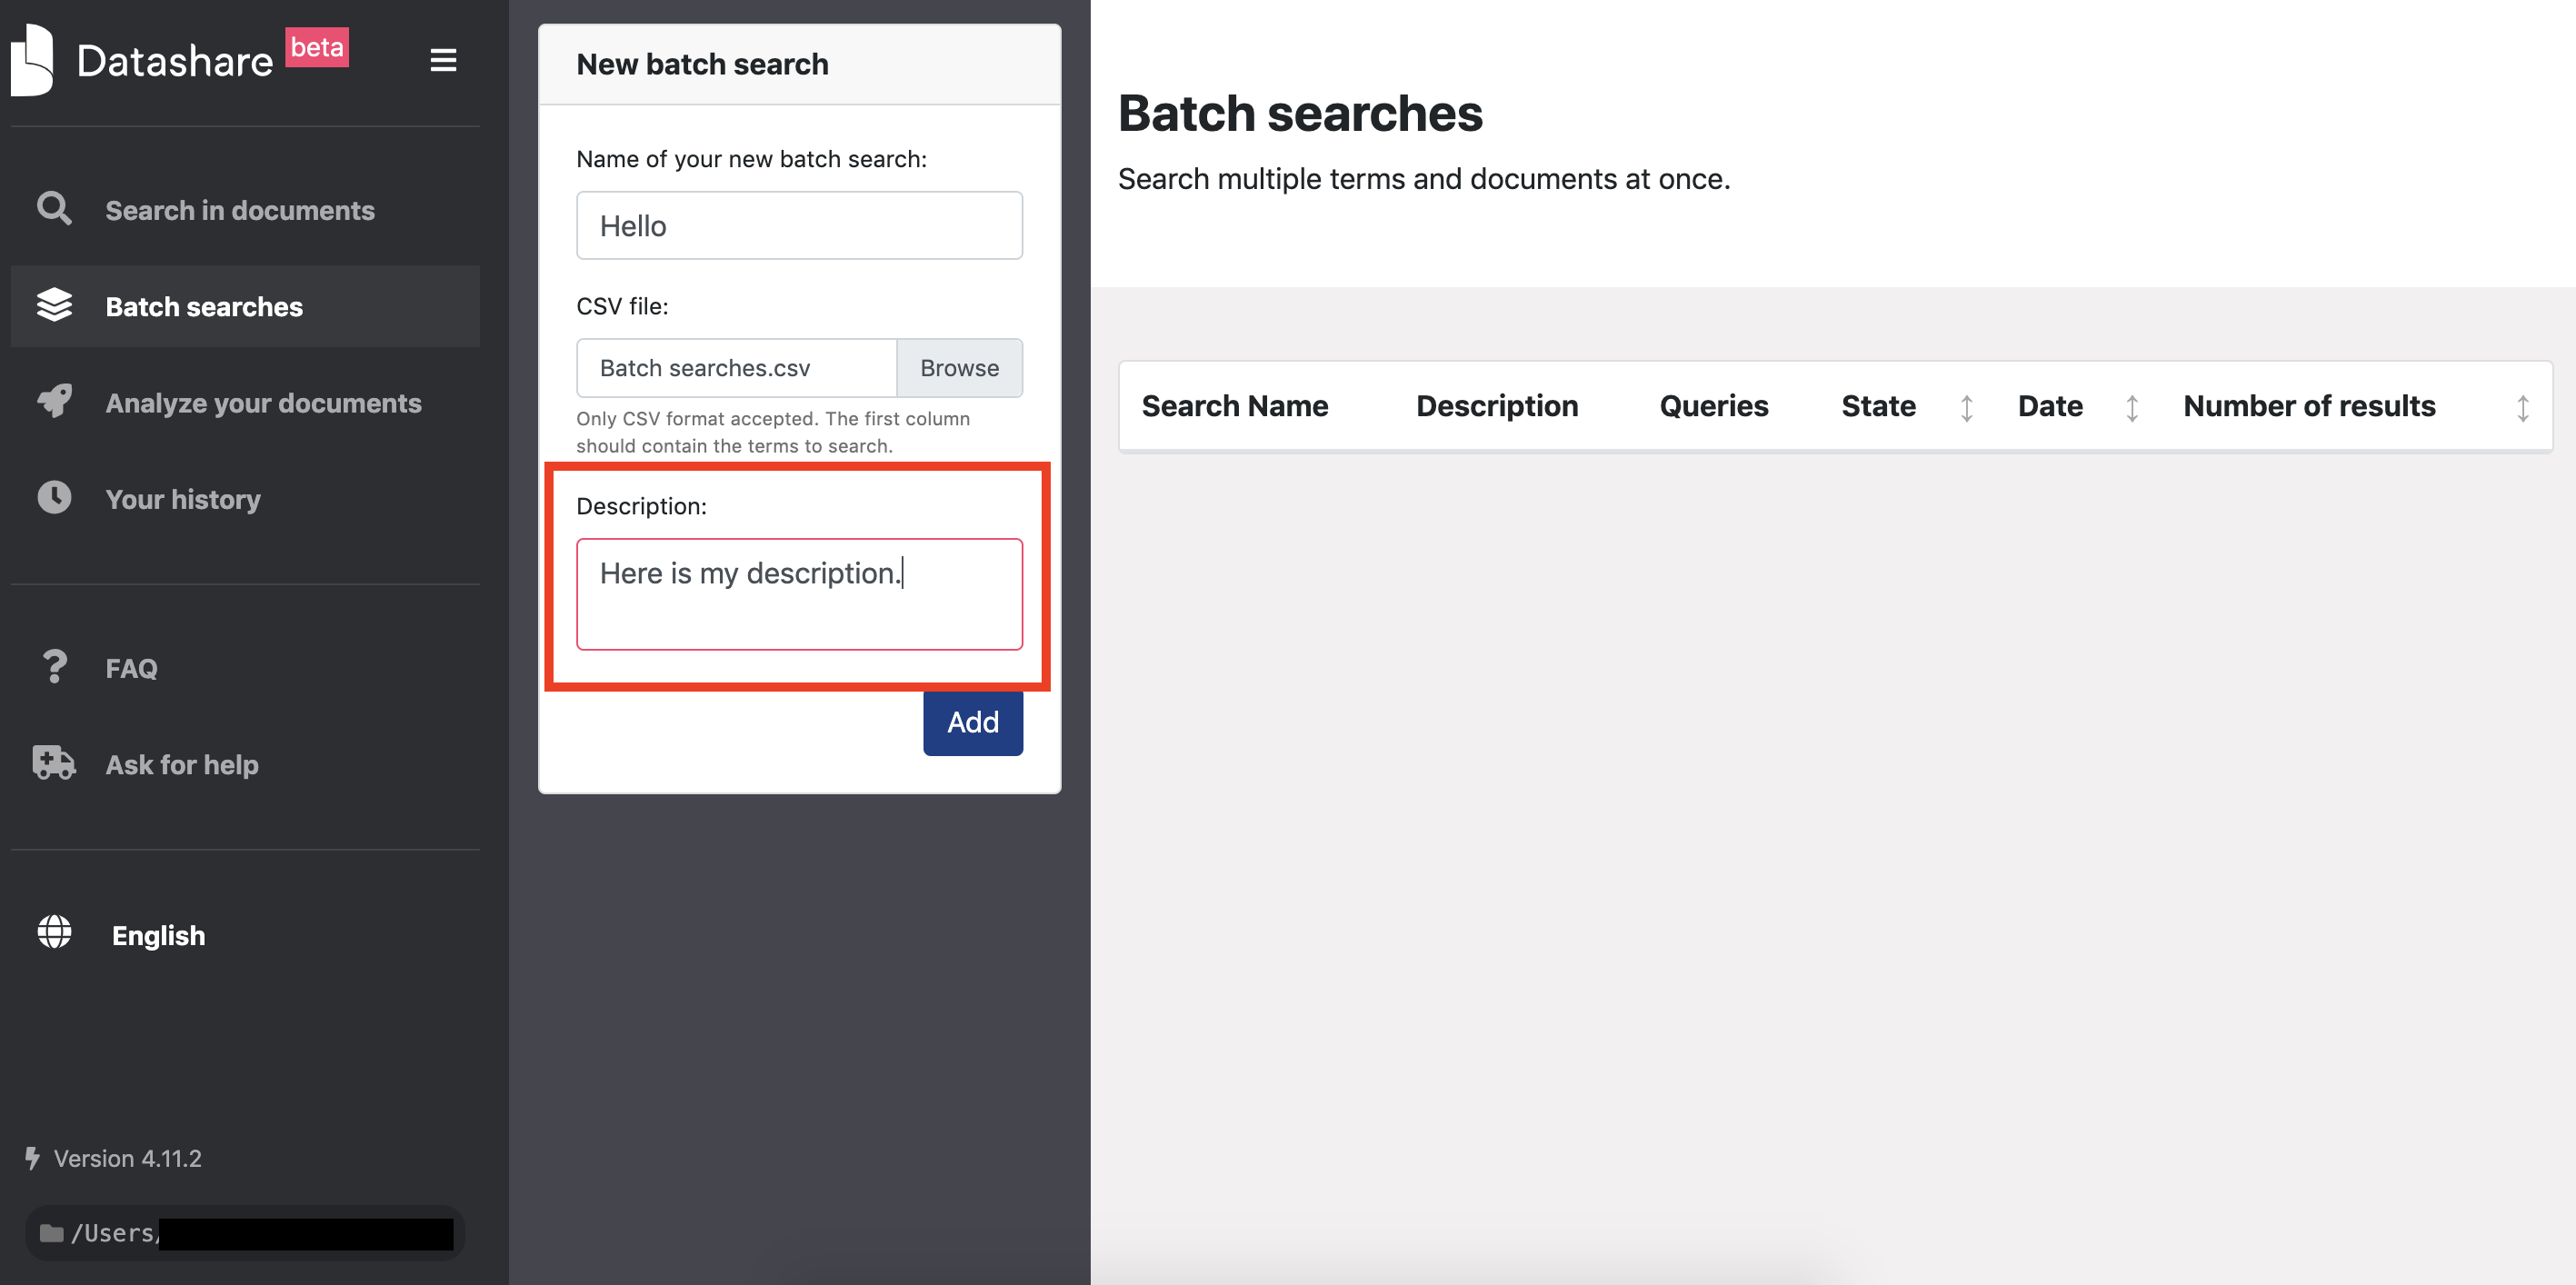 Datashare beta
Search in documents
Batch searches
Analyze your documents
Your history
FAQ
Ask for help
English
Version 4.11.2
/Users/
New batch search
Name of your new batch search:
Hello
CSV file:
Batch searches.csv Browse
Only CSV format accepted. The first column
should contain the terms to search.
Description:
Here is my description.
Add
Batch searches
Search multiple terms and documents at once.
Search Name Description Queries State Date Number of results